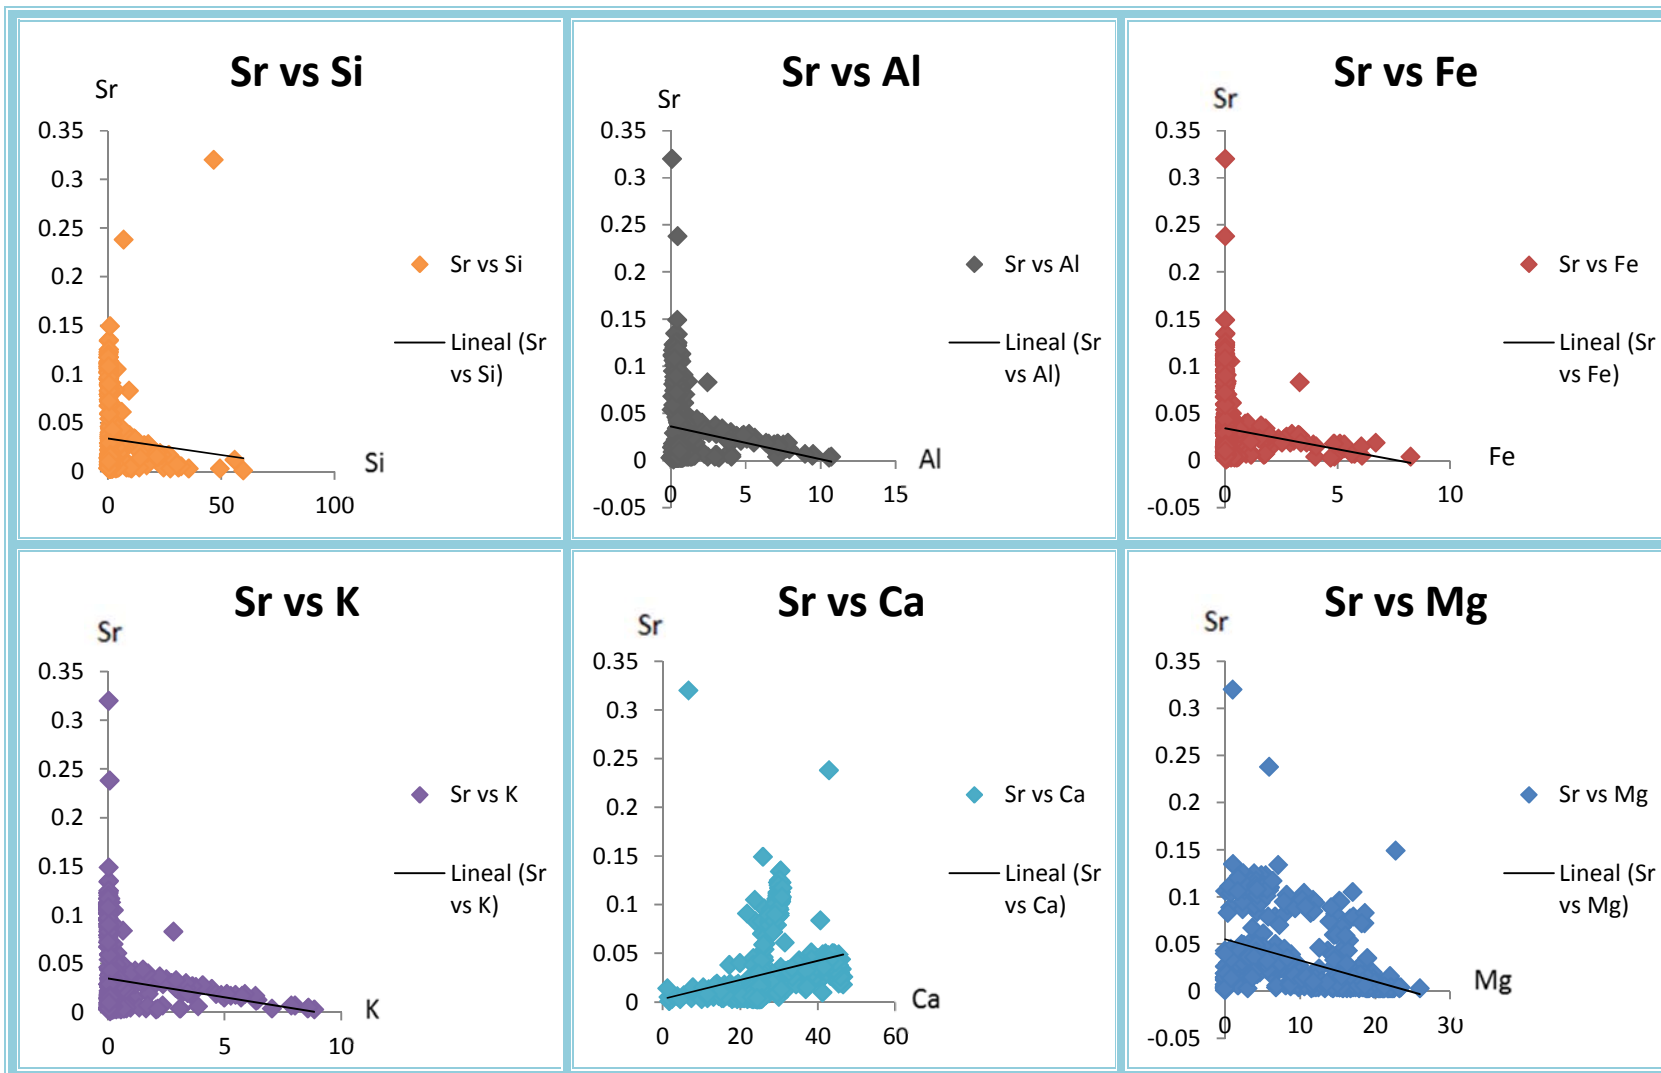 Sr vs Si
Sr
0.35
0.3
0.25
0.2
0.15
0.1
0.05
0
0 50 100
Si
Sr vs Si
Lineal (Sr
vs Si)
Sr vs Al
Sr
0.35
0.3
0.25
0.2
0.15
0.1
0.05
0
-0.05
0 5 10 15
Al
Sr vs Al
Lineal (Sr
vs Al)
Sr vs Fe
Sr
0.35
0.3
0.25
0.2
0.15
0.1
0.05
0
-0.05
0 5 10
Fe
Sr vs Fe
Lineal (Sr
vs Fe)
Sr vs K
Sr
0.35
0.3
0.25
0.2
0.15
0.1
0.05
0
0 5 10
K
Sr vs K
Lineal (Sr
vs K)
Sr vs Ca
Sr
0.35
0.3
0.25
0.2
0.15
0.1
0.05
0
0 20 40 60
Ca
Sr vs Ca
Lineal (Sr
vs Ca)
Sr vs Mg
Sr
0.35
0.3
0.25
0.2
0.15
0.1
0.05
0
-0.05
0 10 20 30
Mg
Sr vs Mg
Lineal (Sr
vs Mg)